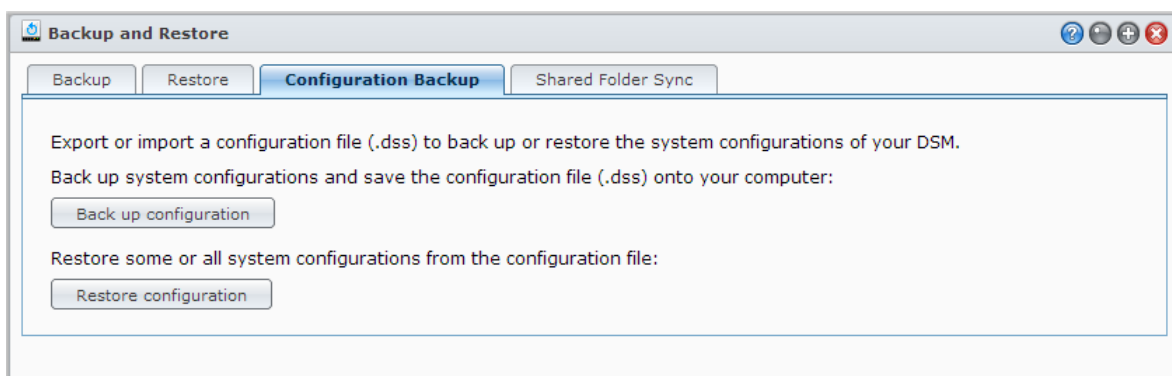 Backup and Restore
Backup Restore Configuration Backup Shared Folder Sync
Export or import a configuration file (.dss) to back up or restore the system configurations of your DSM.
Back up system configurations and save the configuration file (.dss) onto your computer:
Back up configuration
Restore some or all system configurations from the configuration file:
Restore configuration